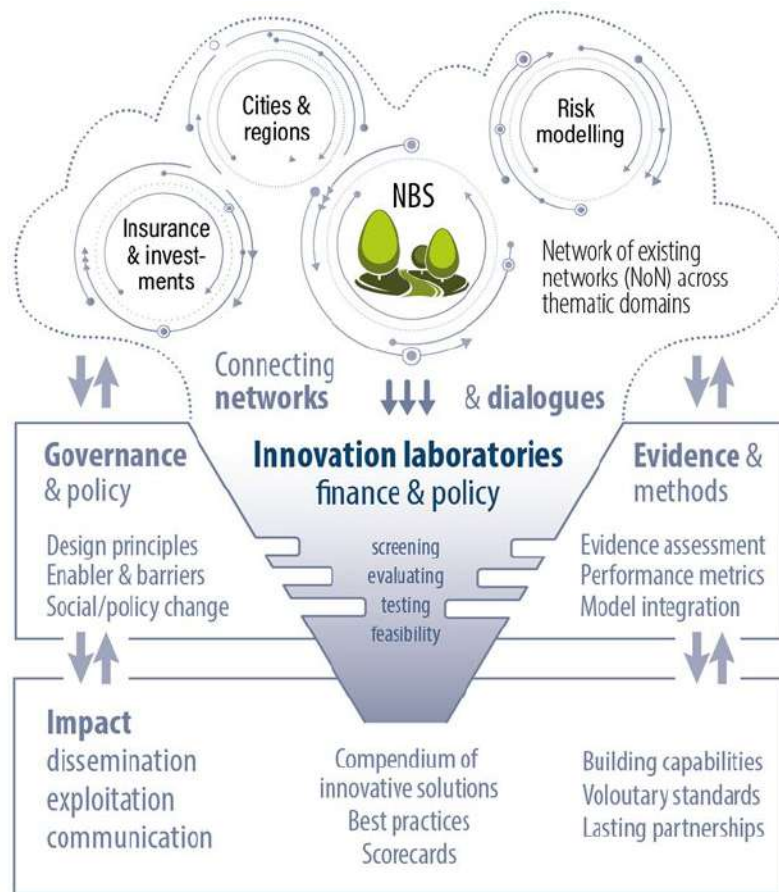 Cities &
regions
Risk
modelling
NBS
Insurance
& invest-
ments
Network of existing
networks (NoN) across
thematic domains
Connecting
networks
& dialogues
Governance
& policy
Design principles
Enabler & barriers
Social/policy change
Innovation laboratories
finance & policy
screening
evaluating
testing
feasibility
Evidence &
methods
Evidence assessment
Performance metrics
Model integration
Impact
dissemination
exploitation
communication
Compendium of
innovative solutions
Best practices
Scorecards
Building capabilities
Voloutary standards
Lasting partnerships